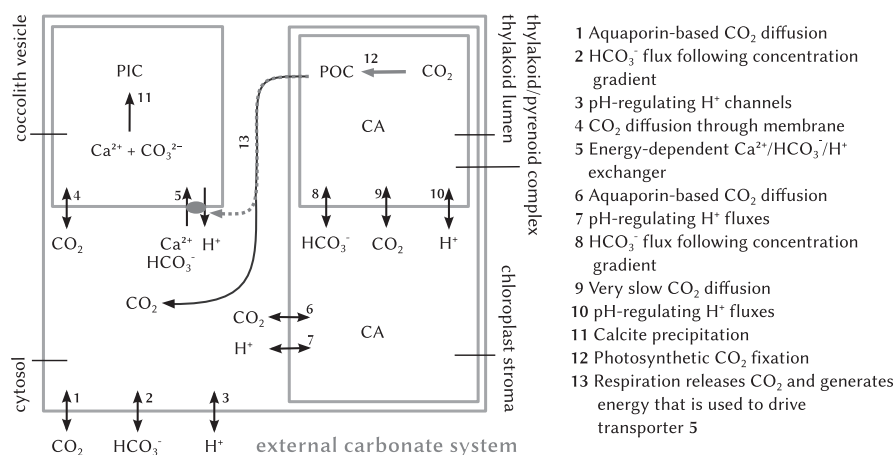 coccolith vesicle
cytosol
thylakoid lumen
thylakoid/pyrenoid complex
chloroplast stroma
PIC
11
Ca²⁺ + CO₃²⁻
POC
12
CO₂
CA
13
4
5
8
9
10
CO₂
Ca²⁺
H⁺
HCO₃⁻
HCO₃⁻
CO₂
H⁺
CO₂
CO₂
6
H⁺
7
CA
1
2
3
CO₂
HCO₃⁻
H⁺
external carbonate system
1 Aquaporin-based CO₂ diffusion
2 HCO₃⁻ flux following concentration
gradient
3 pH-regulating H⁺ channels
4 CO₂ diffusion through membrane
5 Energy-dependent Ca²⁺/HCO₃⁻/H⁺
exchanger
6 Aquaporin-based CO₂ diffusion
7 pH-regulating H⁺ fluxes
8 HCO₃⁻ flux following concentration
gradient
9 Very slow CO₂ diffusion
10 pH-regulating H⁺ fluxes
11 Calcite precipitation
12 Photosynthetic CO₂ fixation
13 Respiration releases CO₂ and generates
energy that is used to drive
transporter 5